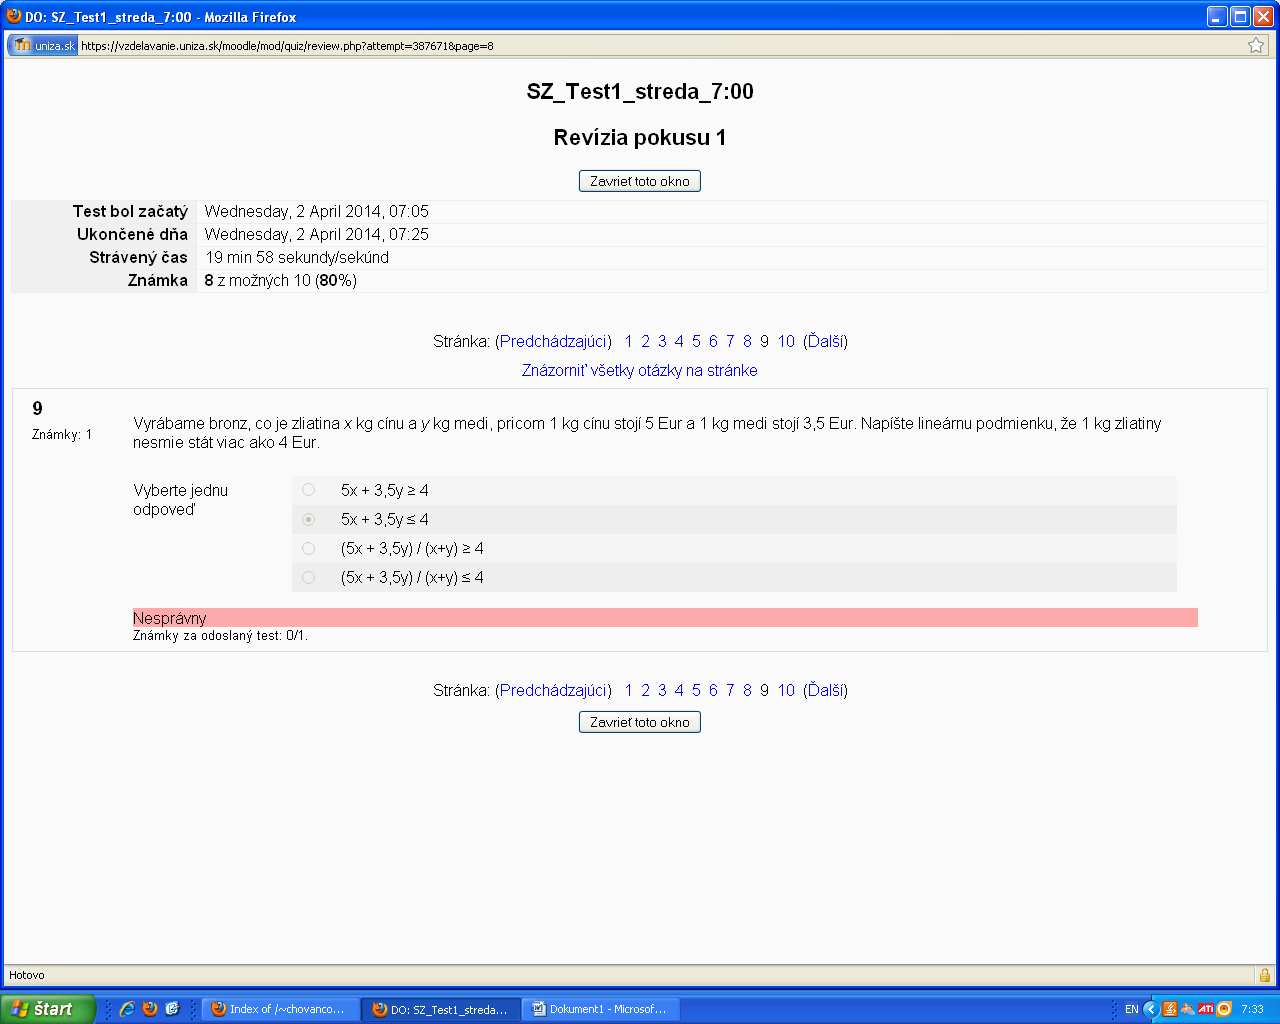 DO: SZ_Test1_streda_7:00 - Mozilla Firefox
uniza.sk https://vzdelavanie.uniza.sk/moodle/mod/quiz/review.php?attempt=387671&page=8
SZ_Test1_streda_7:00
Revízia pokusu 1
Zavrieť toto okno
Test bol začatý Wednesday, 2 April 2014, 07:05
Ukončené dňa Wednesday, 2 April 2014, 07:25
Strávený čas 19 min 58 sekundy/sekúnd
Známka 8 z možných 10 (80%)
Stránka: (Predchádzajúci) 1 2 3 4 5 6 7 8 9 10 (Ďalší)
Znázorniť všetky otázky na stránke
9
Známky: 1
Vyrábame bronz, co je zliatina x kg cínu a y kg medi, pricom 1 kg cínu stojí 5 Eur a 1 kg medi stojí 3,5 Eur. Napíšte lineárnu podmienku, že 1 kg zliatiny
nesmie stát viac ako 4 Eur.
Vyberte jednu
odpoveď
5x + 3,5y ≥ 4
5x + 3,5y ≤ 4
(5x + 3,5y) / (x+y) ≥ 4
(5x + 3,5y) / (x+y) ≤ 4
Nesprávny
Známky za odoslaný test: 0/1.
Stránka: (Predchádzajúci) 1 2 3 4 5 6 7 8 9 10 (Ďalší)
Zavrieť toto okno
Hotovo
štart Index of /~chovanco... DO: SZ_Test1_streda... Dokument1 - Microsof... EN ATI 7:33